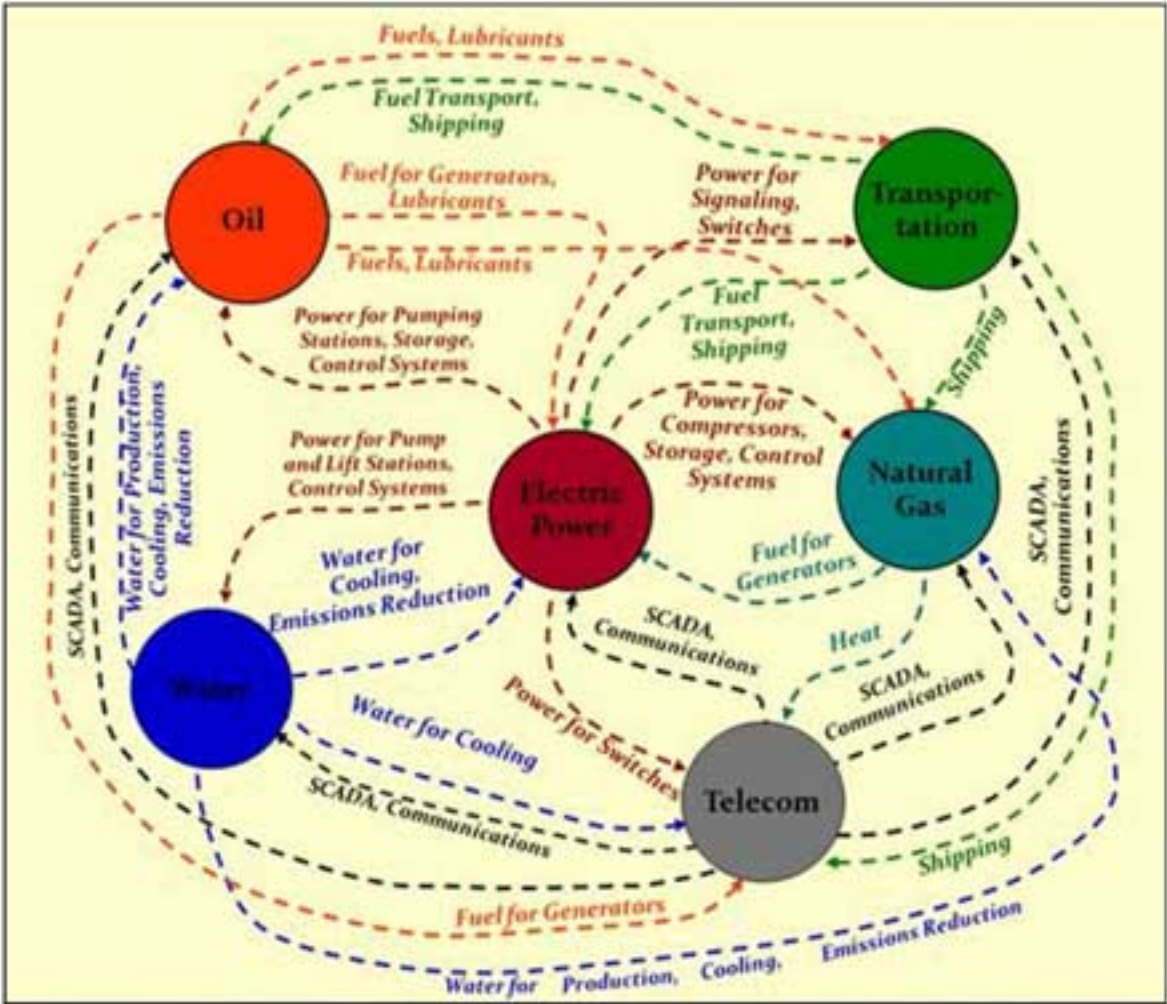 Fuels, Lubricants
Fuel Transport,
Shipping
Oil
Transpor-
tation
Fuel for Generators,
Lubricants
Power for
Signaling,
Switches
Fuels, Lubricants
Fuel
Transport,
Shipping
Power for Pumping
Stations, Storage,
Control Systems
Shipping
Power for
Compressors,
Storage, Control
Systems
Power for Pump
and Lift Stations,
Control Systems
Electric
Power
Natural
Gas
SCADA, Communications
Water for Production,
Cooling, Emissions
Reduction
SCADA,
Communications
Water for
Cooling,
Emissions Reduction
Fuel for
Generators
SCADA,
Communications
Heat
SCADA,
Communications
Water
Water for Cooling
Power for Switches
Telecom
SCADA, Communications
Shipping
Fuel for Generators
Water for Production, Cooling, Emissions Reduction